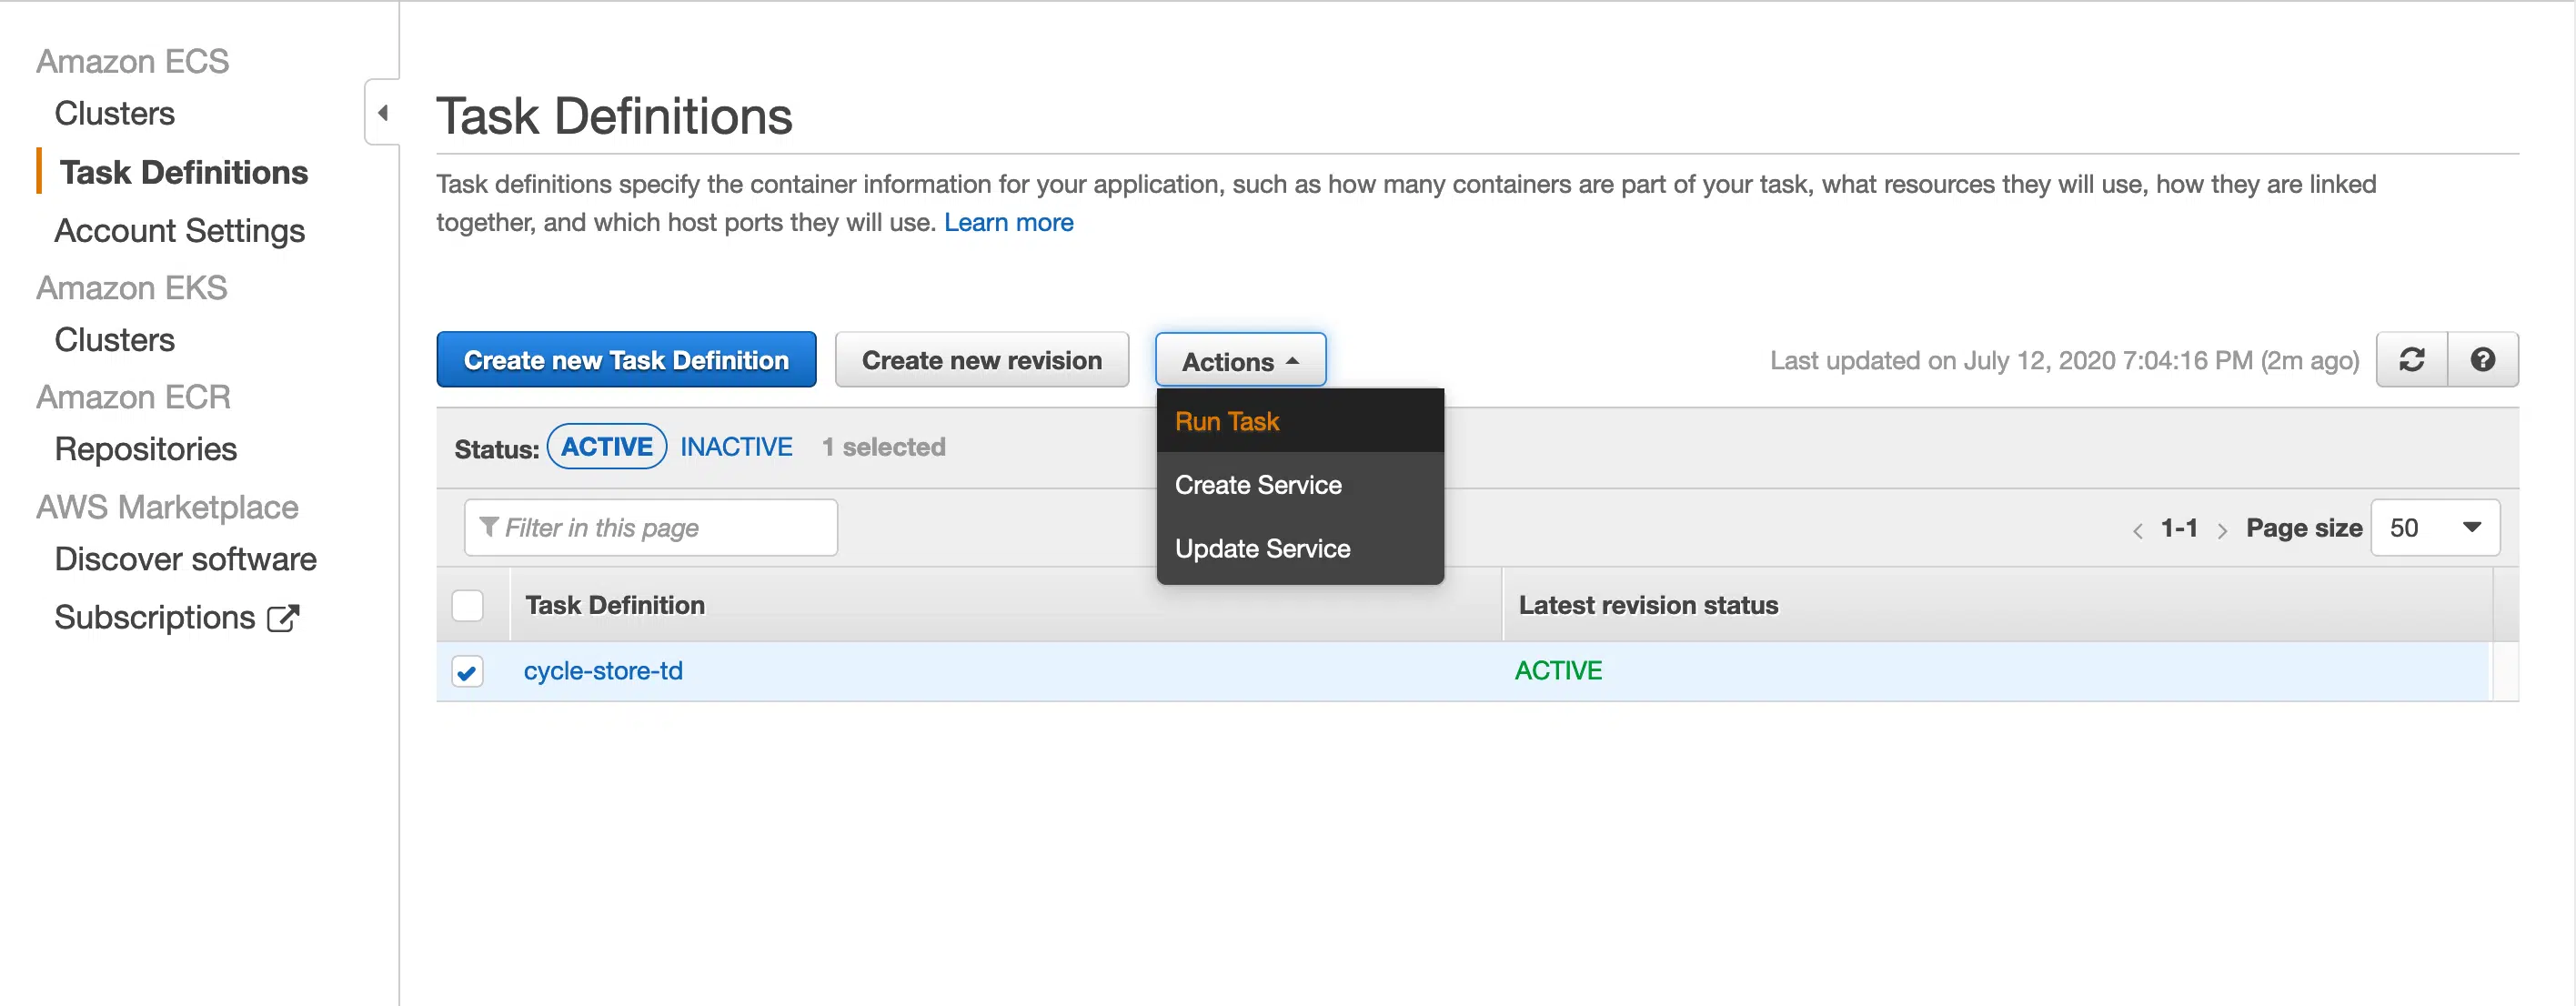 Amazon ECS
Clusters
Task Definitions
Account Settings
Amazon EKS
Clusters
Amazon ECR
Repositories
AWS Marketplace
Discover software
Subscriptions
Task Definitions
Task definitions specify the container information for your application, such as how many containers are part of your task, what resources they will use, how they are linked
together, and which host ports they will use. Learn more
Create new Task Definition Create new revision Actions Last updated on July 12, 2020 7:04:16 PM (2m ago)
Run Task
Create Service
Update Service
Status: ACTIVE INACTIVE 1 selected
Filter in this page < 1-1 > Page size 50
Task Definition Latest revision status
cycle-store-td ACTIVE